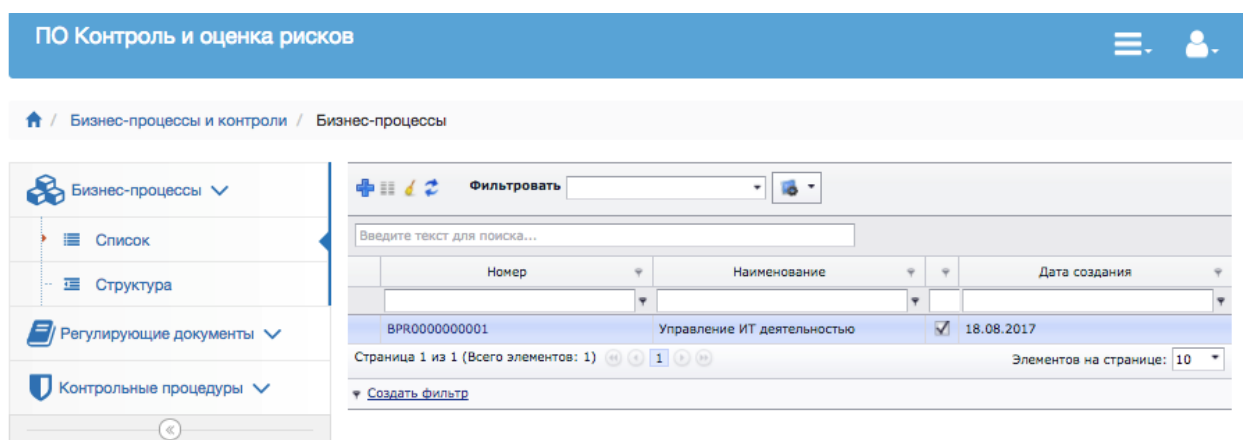 ПО Контроль и оценка рисков
/ Бизнес-процессы и контроли / Бизнес-процессы
Бизнес-процессы
Список
Структура
Регулирующие документы
Контрольные процедуры
Фильтровать
Введите текст для поиска...
Номер Наименование Дата создания
BPR0000000001 Управление ИТ деятельностью 18.08.2017
Страница 1 из 1 (Всего элементов: 1) 1 Элементов на странице: 10
Создать фильтр